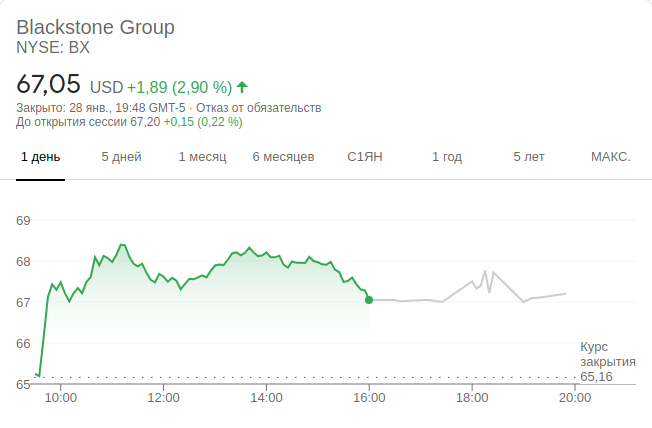 Blackstone Group
NYSE: BX
67,05 USD +1,89 (2,90 %)
Закрыто: 28 янв., 19:48 GMT-5 · Отказ от обязательств
До открытия сессии 67,20 +0,15 (0,22 %)
1 день 5 дней 1 месяц 6 месяцев С1ЯН 1 год 5 лет МАКС.
69
68
67
66
65
Курс
закрытия
65,16
10:00 12:00 14:00 16:00 18:00 20:00